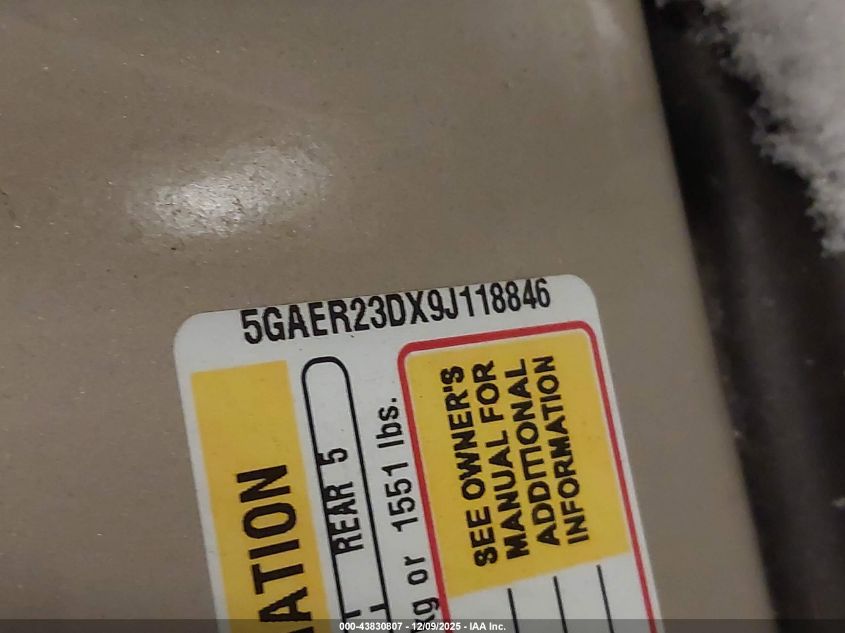 5GAER23DX9J118846
SEE OWNER'S
MANUAL FOR
ADDITIONAL
INFORMATION
kg or 1551 lbs.
REAR 5
000-43830807 - 12/09/2025 - IAA Inc.